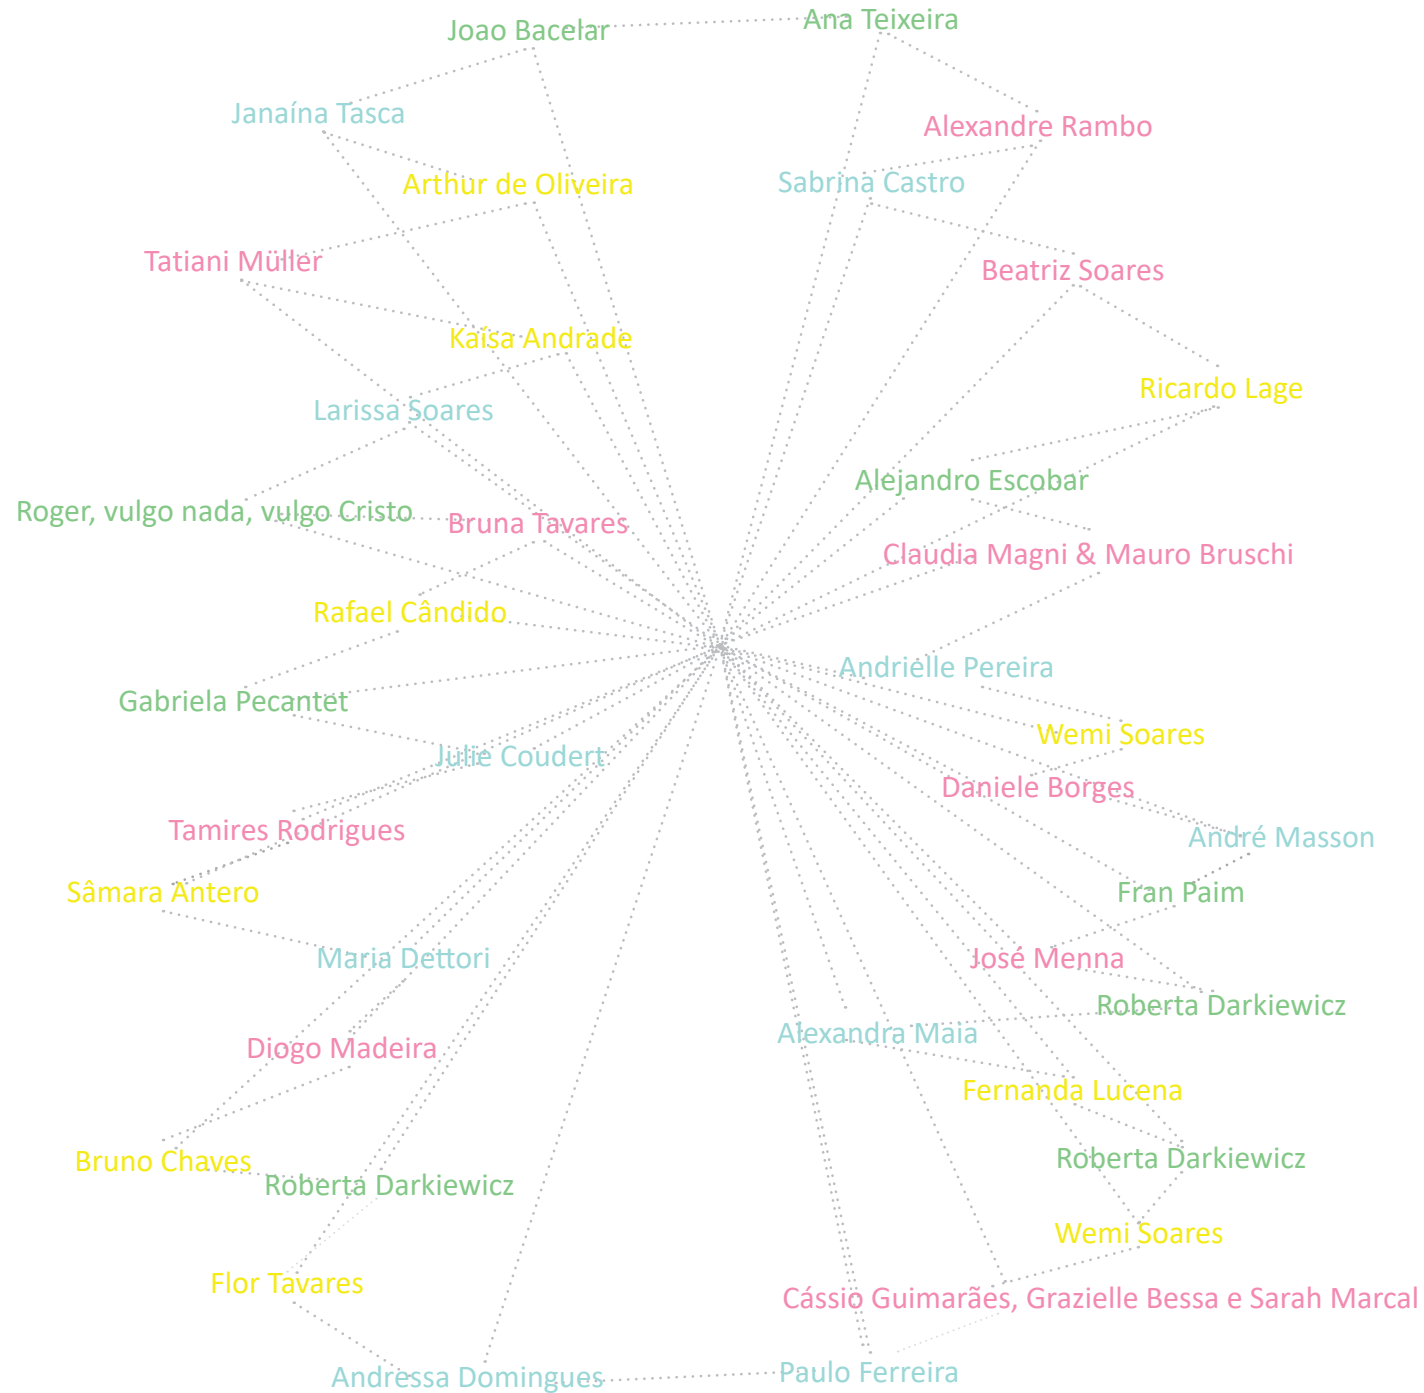 Joao Bacelar
Ana Teixeira
Janaína Tasca
Alexandre Rambo
Arthur de Oliveira
Sabrina Castro
Tatiani Müller
Beatriz Soares
Kaísa Andrade
Ricardo Lage
Larissa Soares
Alejandro Escobar
Roger, vulgo nada, vulgo Cristo
Bruna Tavares
Claudia Magni & Mauro Bruschi
Rafael Cândido
Andrielle Pereira
Gabriela Pecantet
Wemi Soares
Julie Coudert
Daniele Borges
Tamires Rodrigues
André Masson
Sâmara Antero
Fran Paim
Maria Dettori
José Menna
Roberta Darkiewicz
Alexandra Maia
Diogo Madeira
Fernanda Lucena
Bruno Chaves
Roberta Darkiewicz
Roberta Darkiewicz
Wemi Soares
Flor Tavares
Cássio Guimarães, Grazielle Bessa e Sarah Marcal
Andressa Domingues
Paulo Ferreira